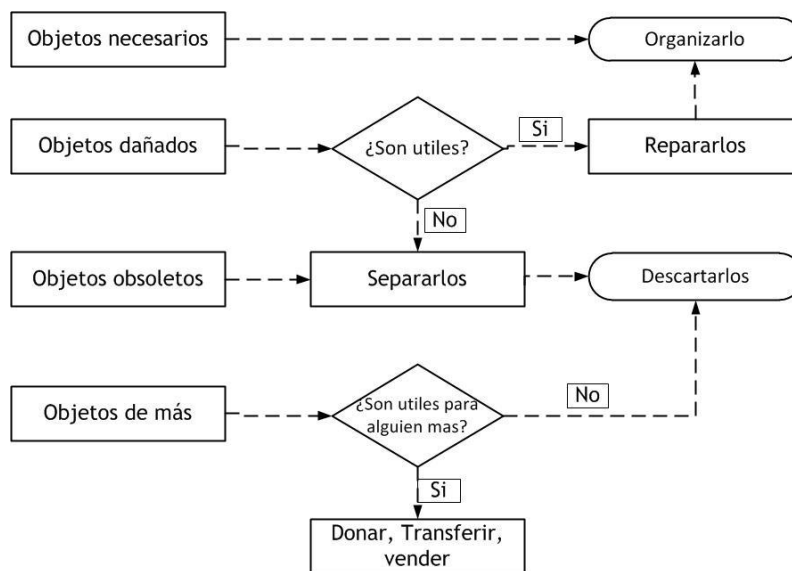 Objetos necesarios
Organizarlo
Objetos dañados
¿Son utiles?
Si
Repararlos
No
Objetos obsoletos
Separarlos
Descartarlos
Objetos de más
¿Son utiles para
alguien mas?
No
Si
Donar, Transferir,
vender